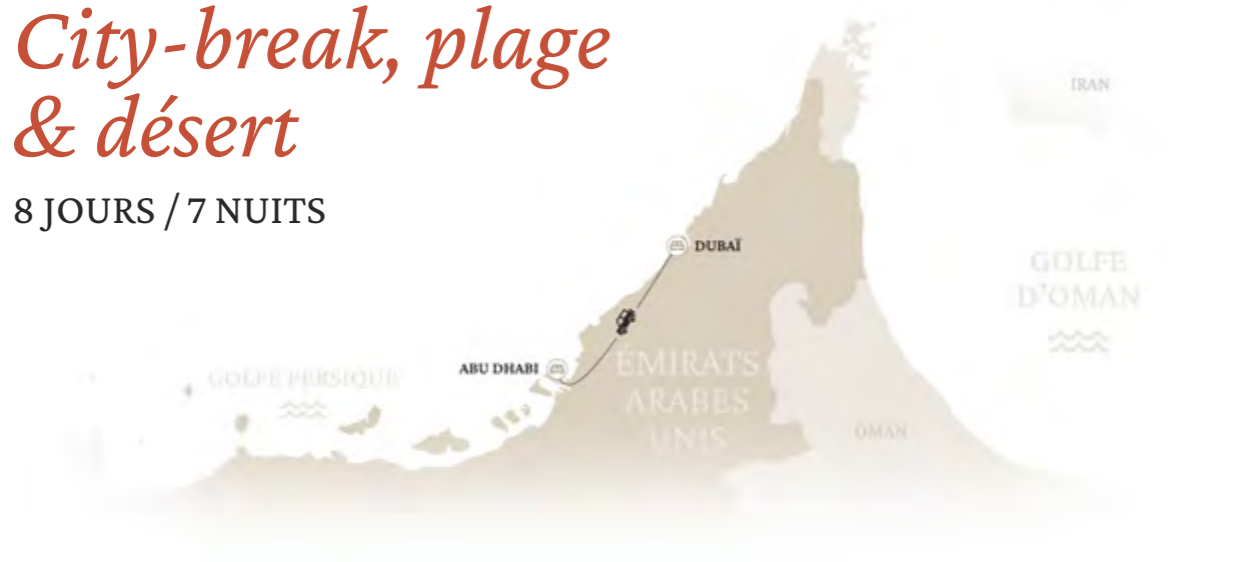 City-break, plage
& désert
8 JOURS / 7 NUITS
IRAN
DUBAÏ
GOLFE
D'OMAN
ABU DHABI
GOLFE PERSIQUE
ÉMIRATS
ARABES
UNIS
OMAN